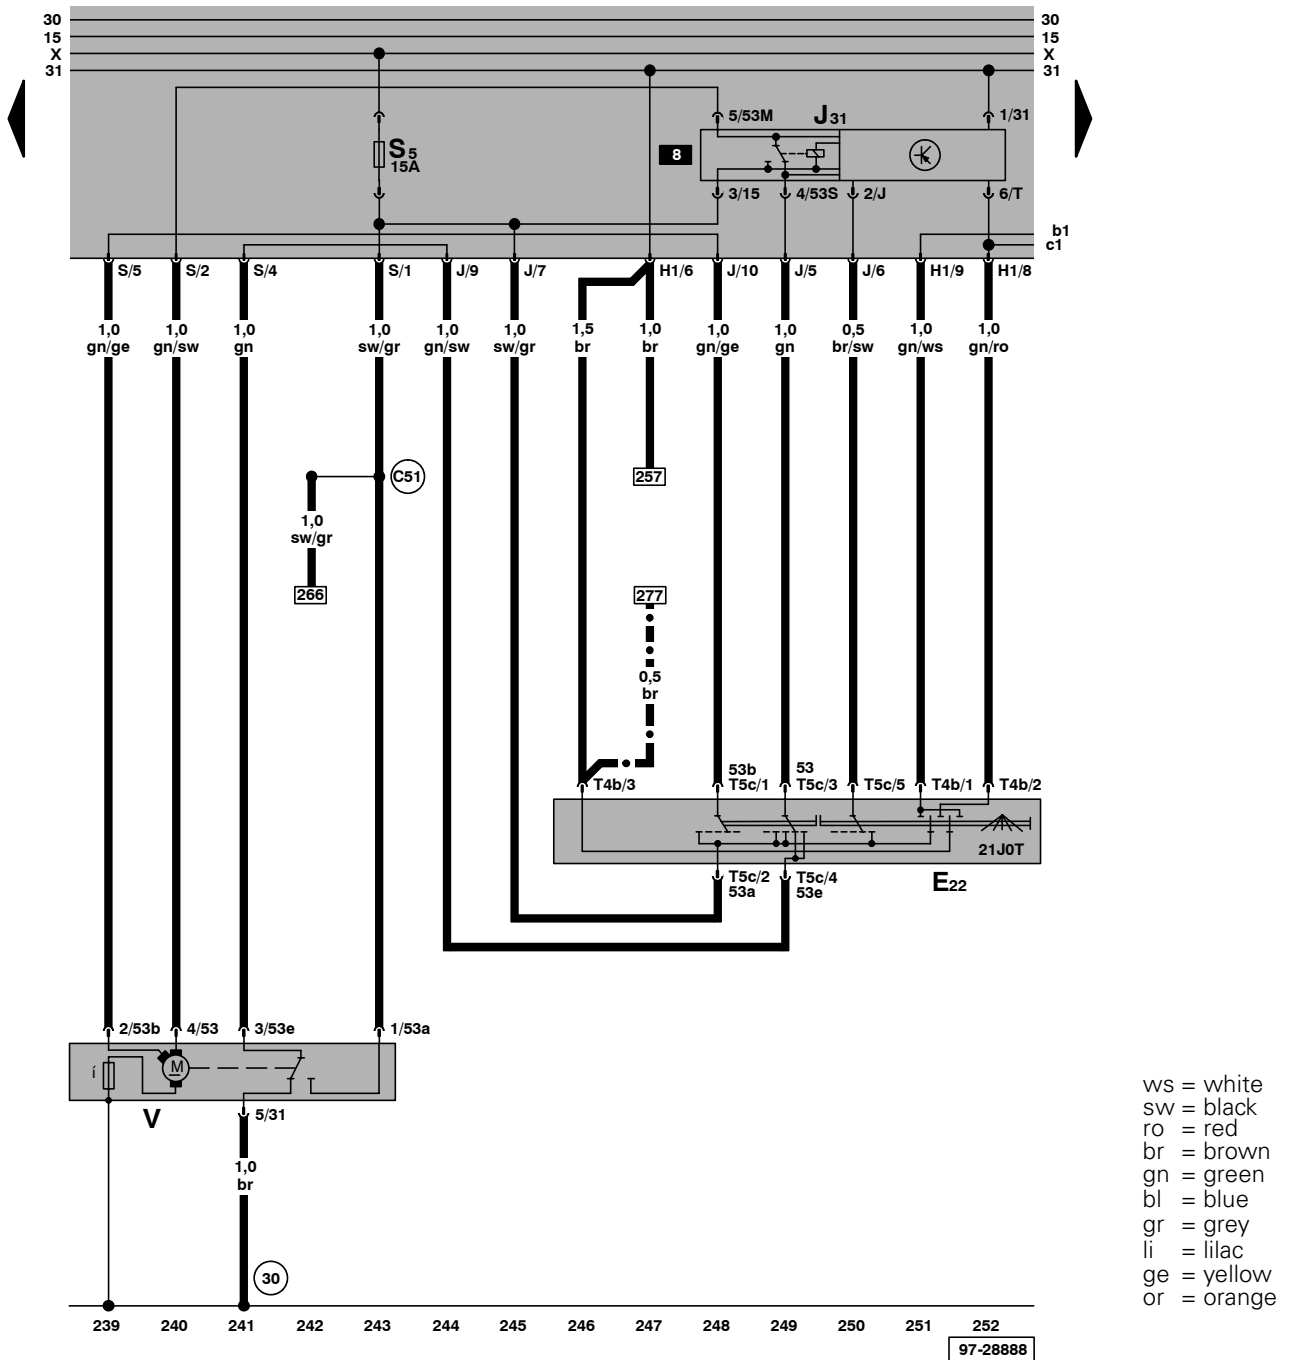 30 30
15 15
X X
31 31
5/53M J31 1/31
S5 15A
8
3/15 4/53S 2/J 6/T
b1
c1
S/5 S/2 S/4 S/1 J/9 J/7 H1/6 J/10 J/5 J/6 H1/9 H1/8
1,0 1,0 1,0 1,0 1,0 1,0 1,5 1,0 1,0 1,0 0,5 1,0 1,0
gn/ge gn/sw gn sw/gr gn/sw sw/gr br br gn/ge gn br/sw gn/ws gn/ro
C51
257
1,0
sw/gr
266
277
0,5
br
53b 53
T4b/3 T5c/1 T5c/3 T5c/5 T4b/1 T4b/2
21J0T
T5c/2 T5c/4
53a 53e
E22
2/53b 4/53 3/53e 1/53a
í M
V
5/31
1,0
br
30
239 240 241 242 243 244 245 246 247 248 249 250 251 252
97-28888
ws = white
sw = black
ro = red
br = brown
gn = green
bl = blue
gr = grey
li = lilac
ge = yellow
or = orange